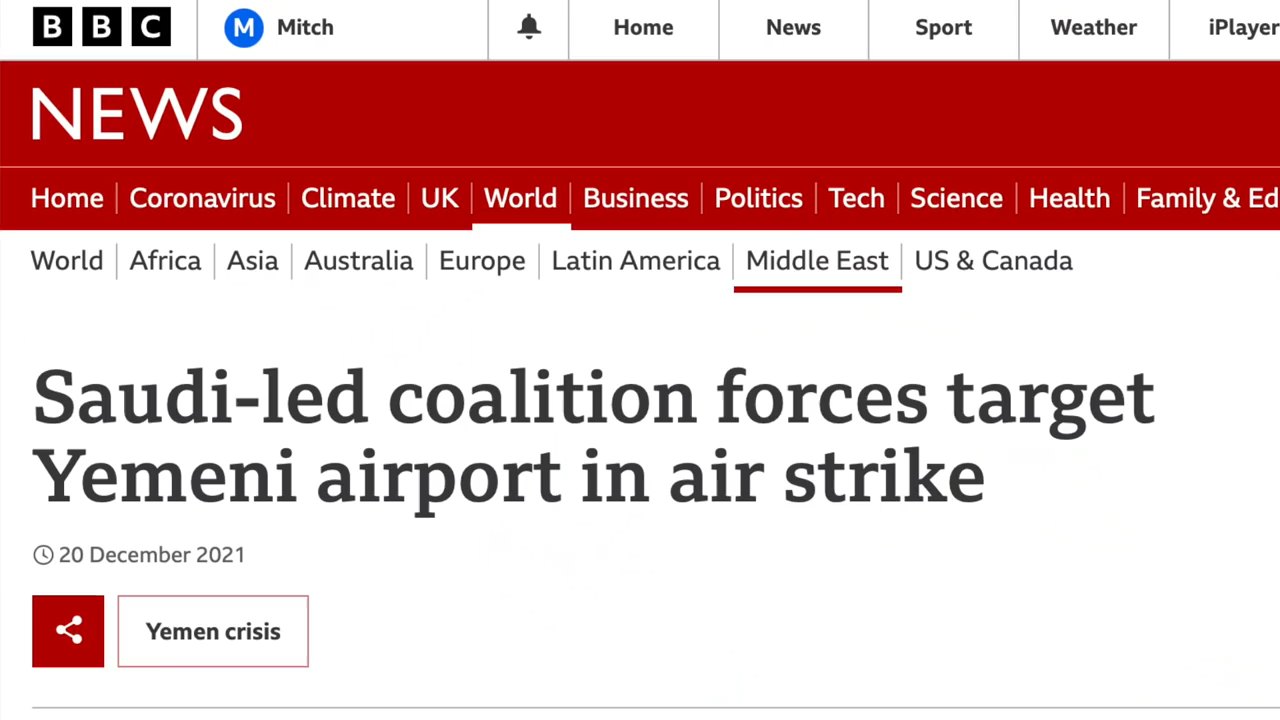 BBC M Mitch Home News Sport Weather iPlayer
NEWS
Home Coronavirus Climate UK World Business Politics Tech Science Health Family & Ed
World Africa Asia Australia Europe Latin America Middle East US & Canada
Saudi-led coalition forces target
Yemeni airport in air strike
20 December 2021
Yemen crisis